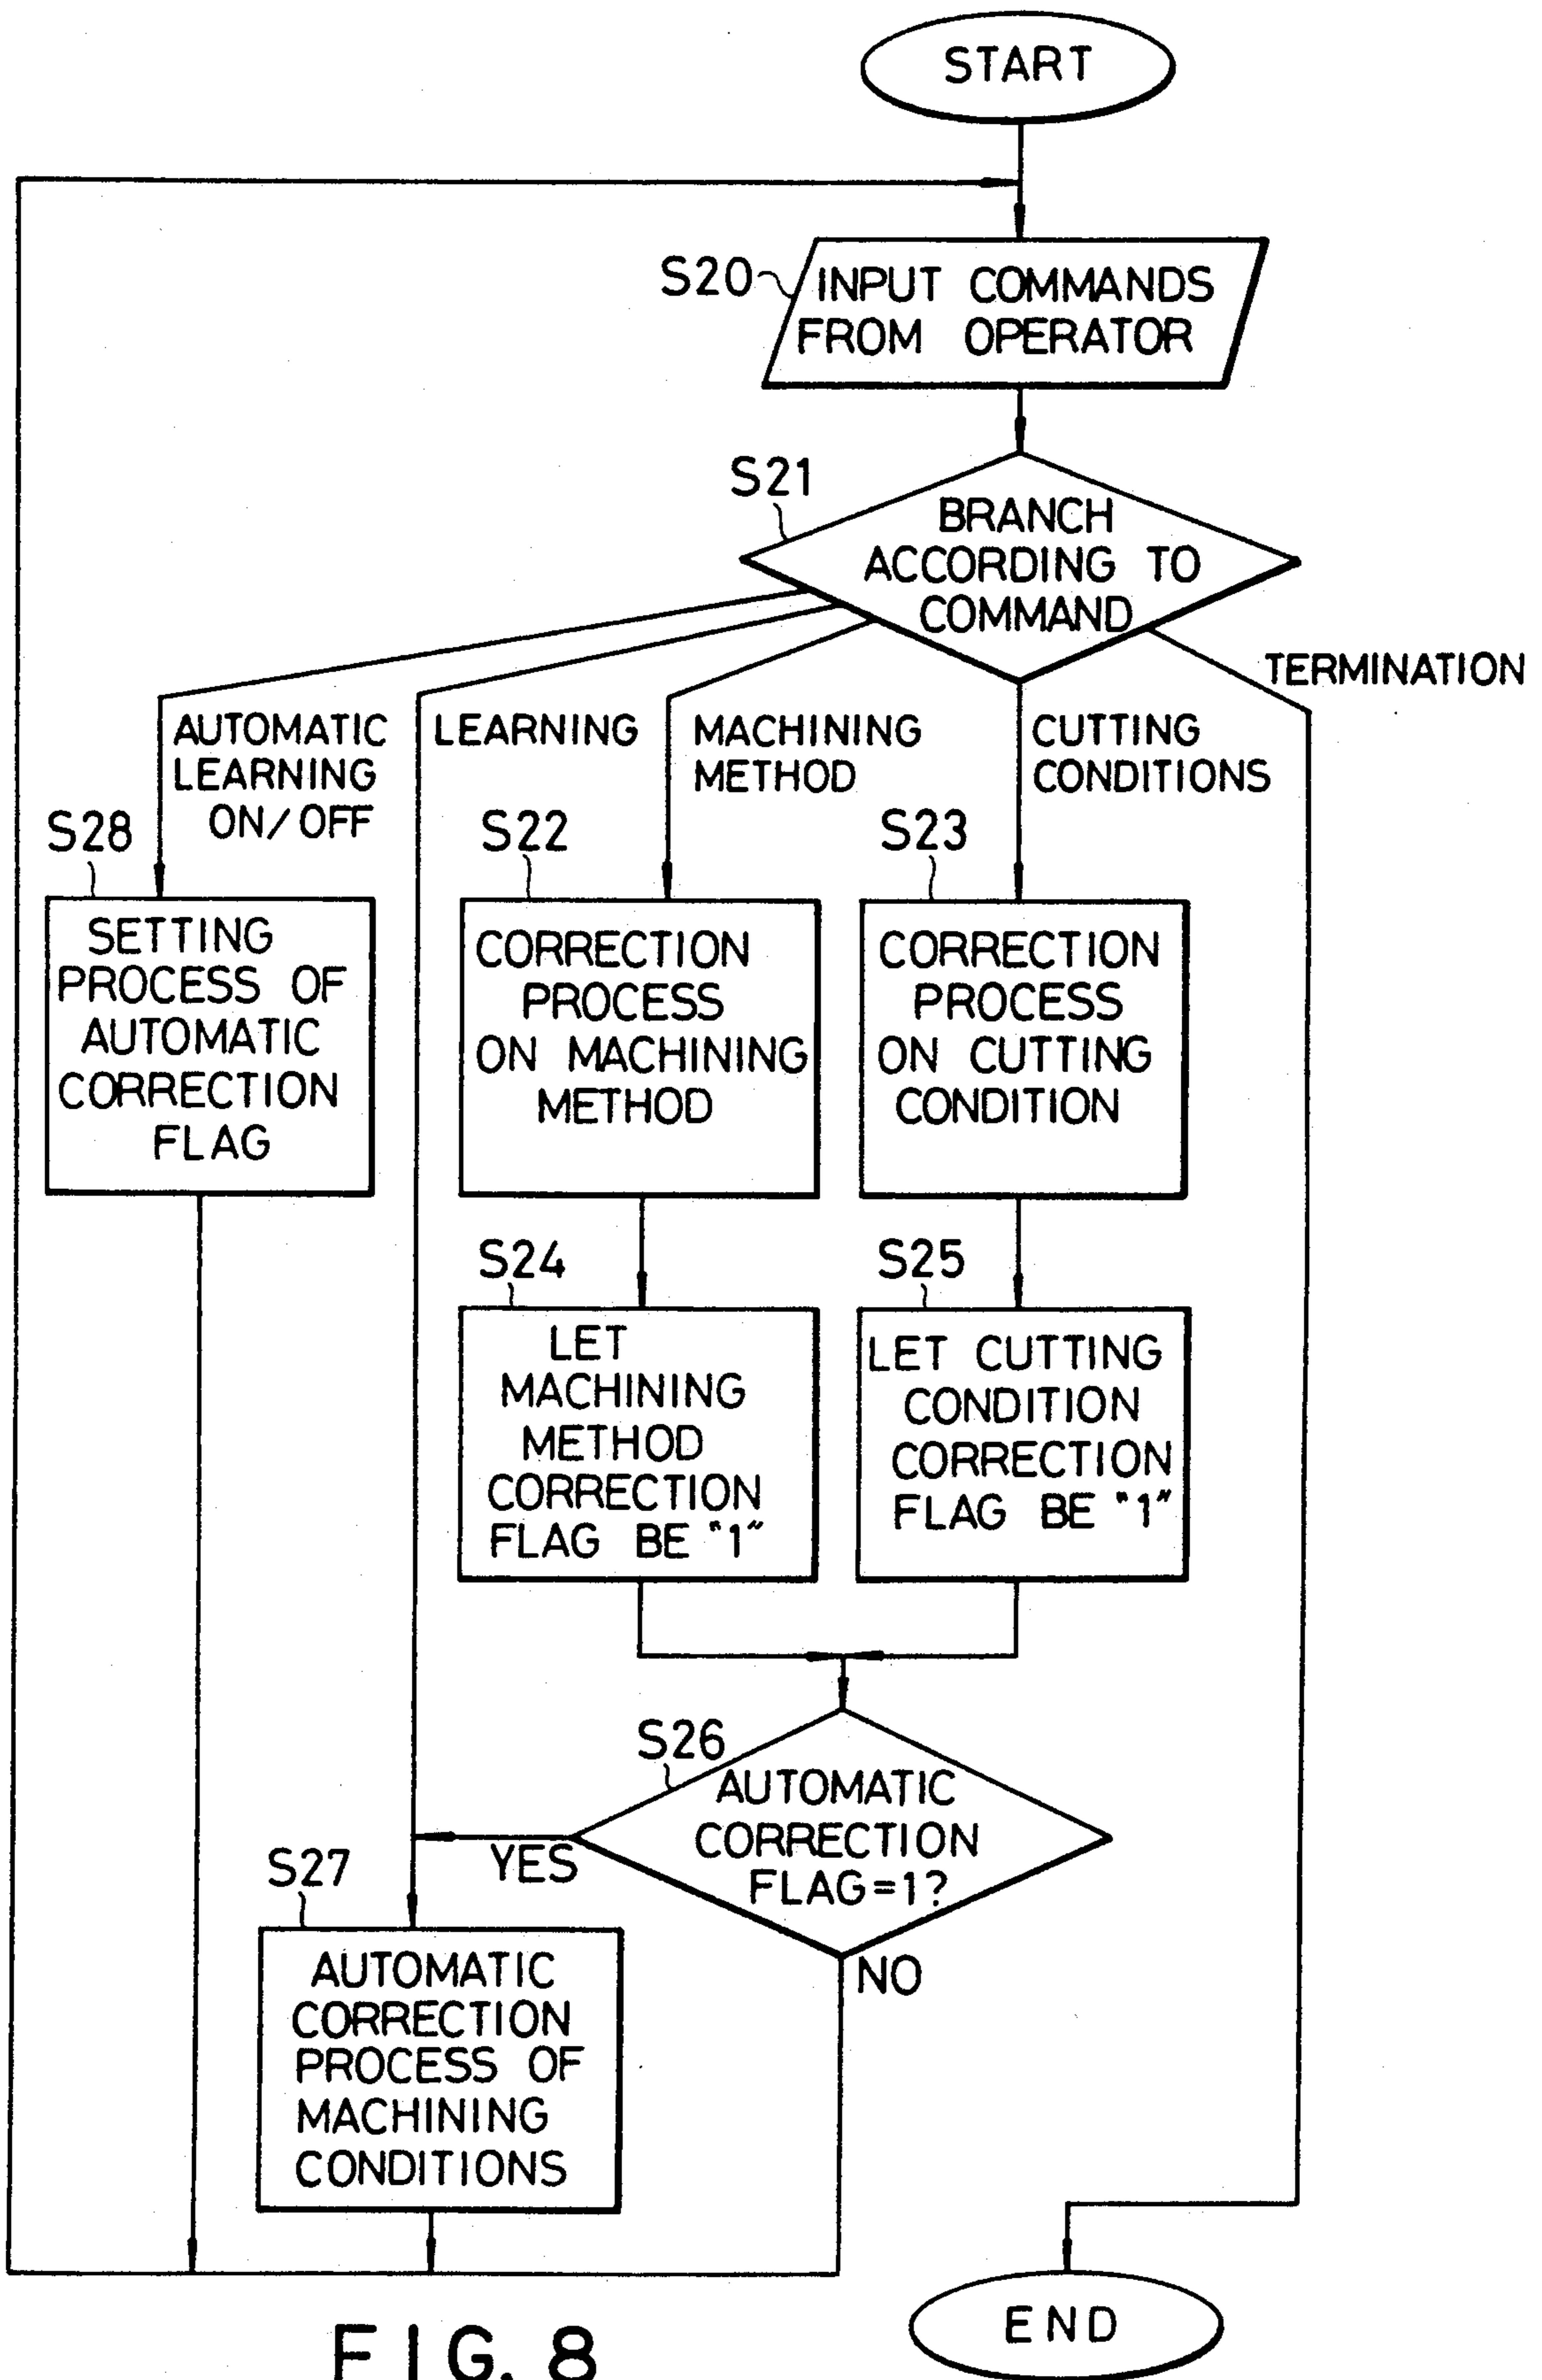 START
S20
INPUT COMMANDS
FROM OPERATOR
S21
BRANCH
ACCORDING TO
COMMAND
TERMINATION
AUTOMATIC
LEARNING
ON/OFF
LEARNING
MACHINING
METHOD
CUTTING
CONDITIONS
S28
SETTING
PROCESS OF
AUTOMATIC
CORRECTION
FLAG
S22
CORRECTION
PROCESS
ON MACHINING
METHOD
S23
CORRECTION
PROCESS
ON CUTTING
CONDITION
S24
LET
MACHINING
METHOD
CORRECTION
FLAG BE "1"
S25
LET CUTTING
CONDITION
CORRECTION
FLAG BE "1"
S26
AUTOMATIC
CORRECTION
FLAG=1?
YES
NO
S27
AUTOMATIC
CORRECTION
PROCESS OF
MACHINING
CONDITIONS
END
FIG. 8